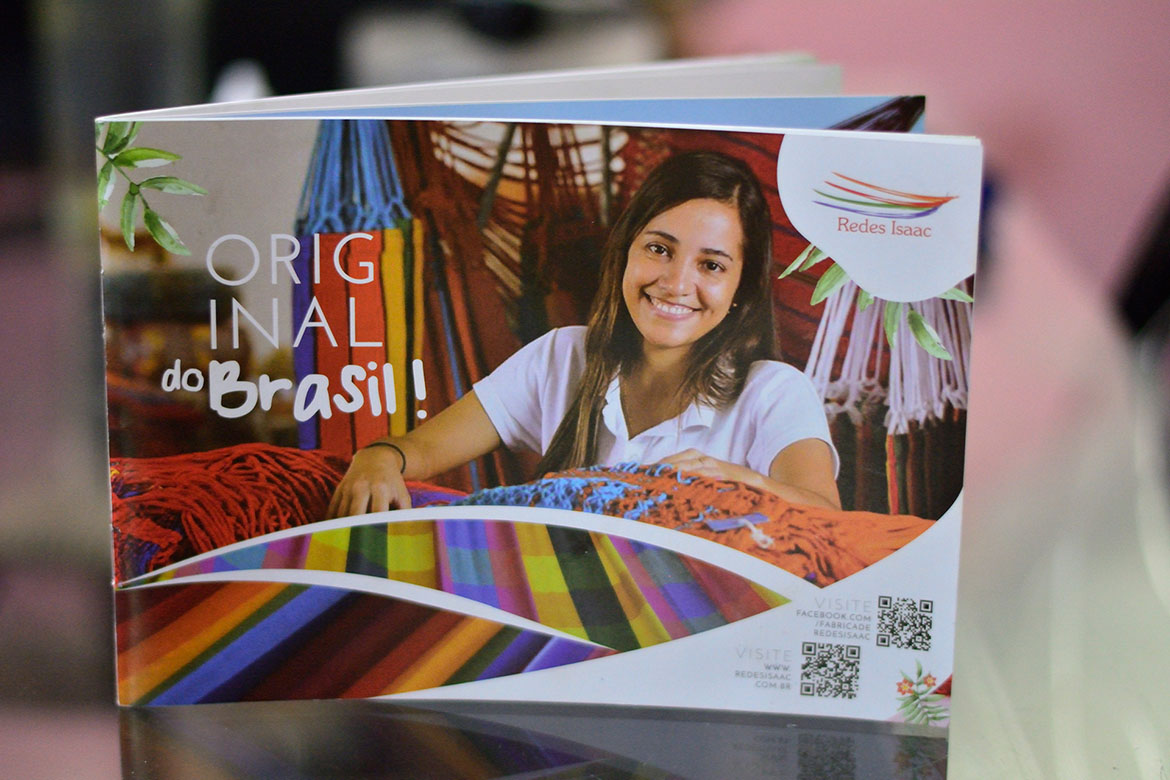 ORIG
INAL
do Brasil!
Redes Isaac
VISITE
FACEBOOK.COM
/FABRICADE
REDESISAAC
VISITE
WWW.
REDESISAAC
.COM.BR